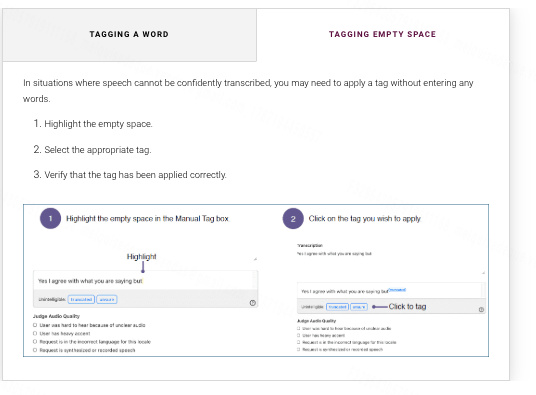 TAGGING A WORD
TAGGING EMPTY SPACE
In situations where speech cannot be confidently transcribed, you may need to apply a tag without entering any
words.
1. Highlight the empty space.
2. Select the appropriate tag.
3. Verify that the tag has been applied correctly.
1 Highlight the empty space in the Manual Tag box
Highlight
Yes I agree with what you are saying but
Unintelligible: truncated unsure
Judge Audio Quality
User was hard to hear because of unclear audio
User has heavy accent
Request is in the incorrect language for this locale
Request is synthesized or recorded speech
2 Click on the tag you wish to apply
Transcription
Yes I agree with what you are saying but
Yes I agree with what you are saying but truncated
Unintelligible: truncated unsure Click to tag
Judge Audio Quality
User was hard to hear because of unclear audio
User has heavy accent
Request is in the incorrect language for this locale
Request is synthesized or recorded speech